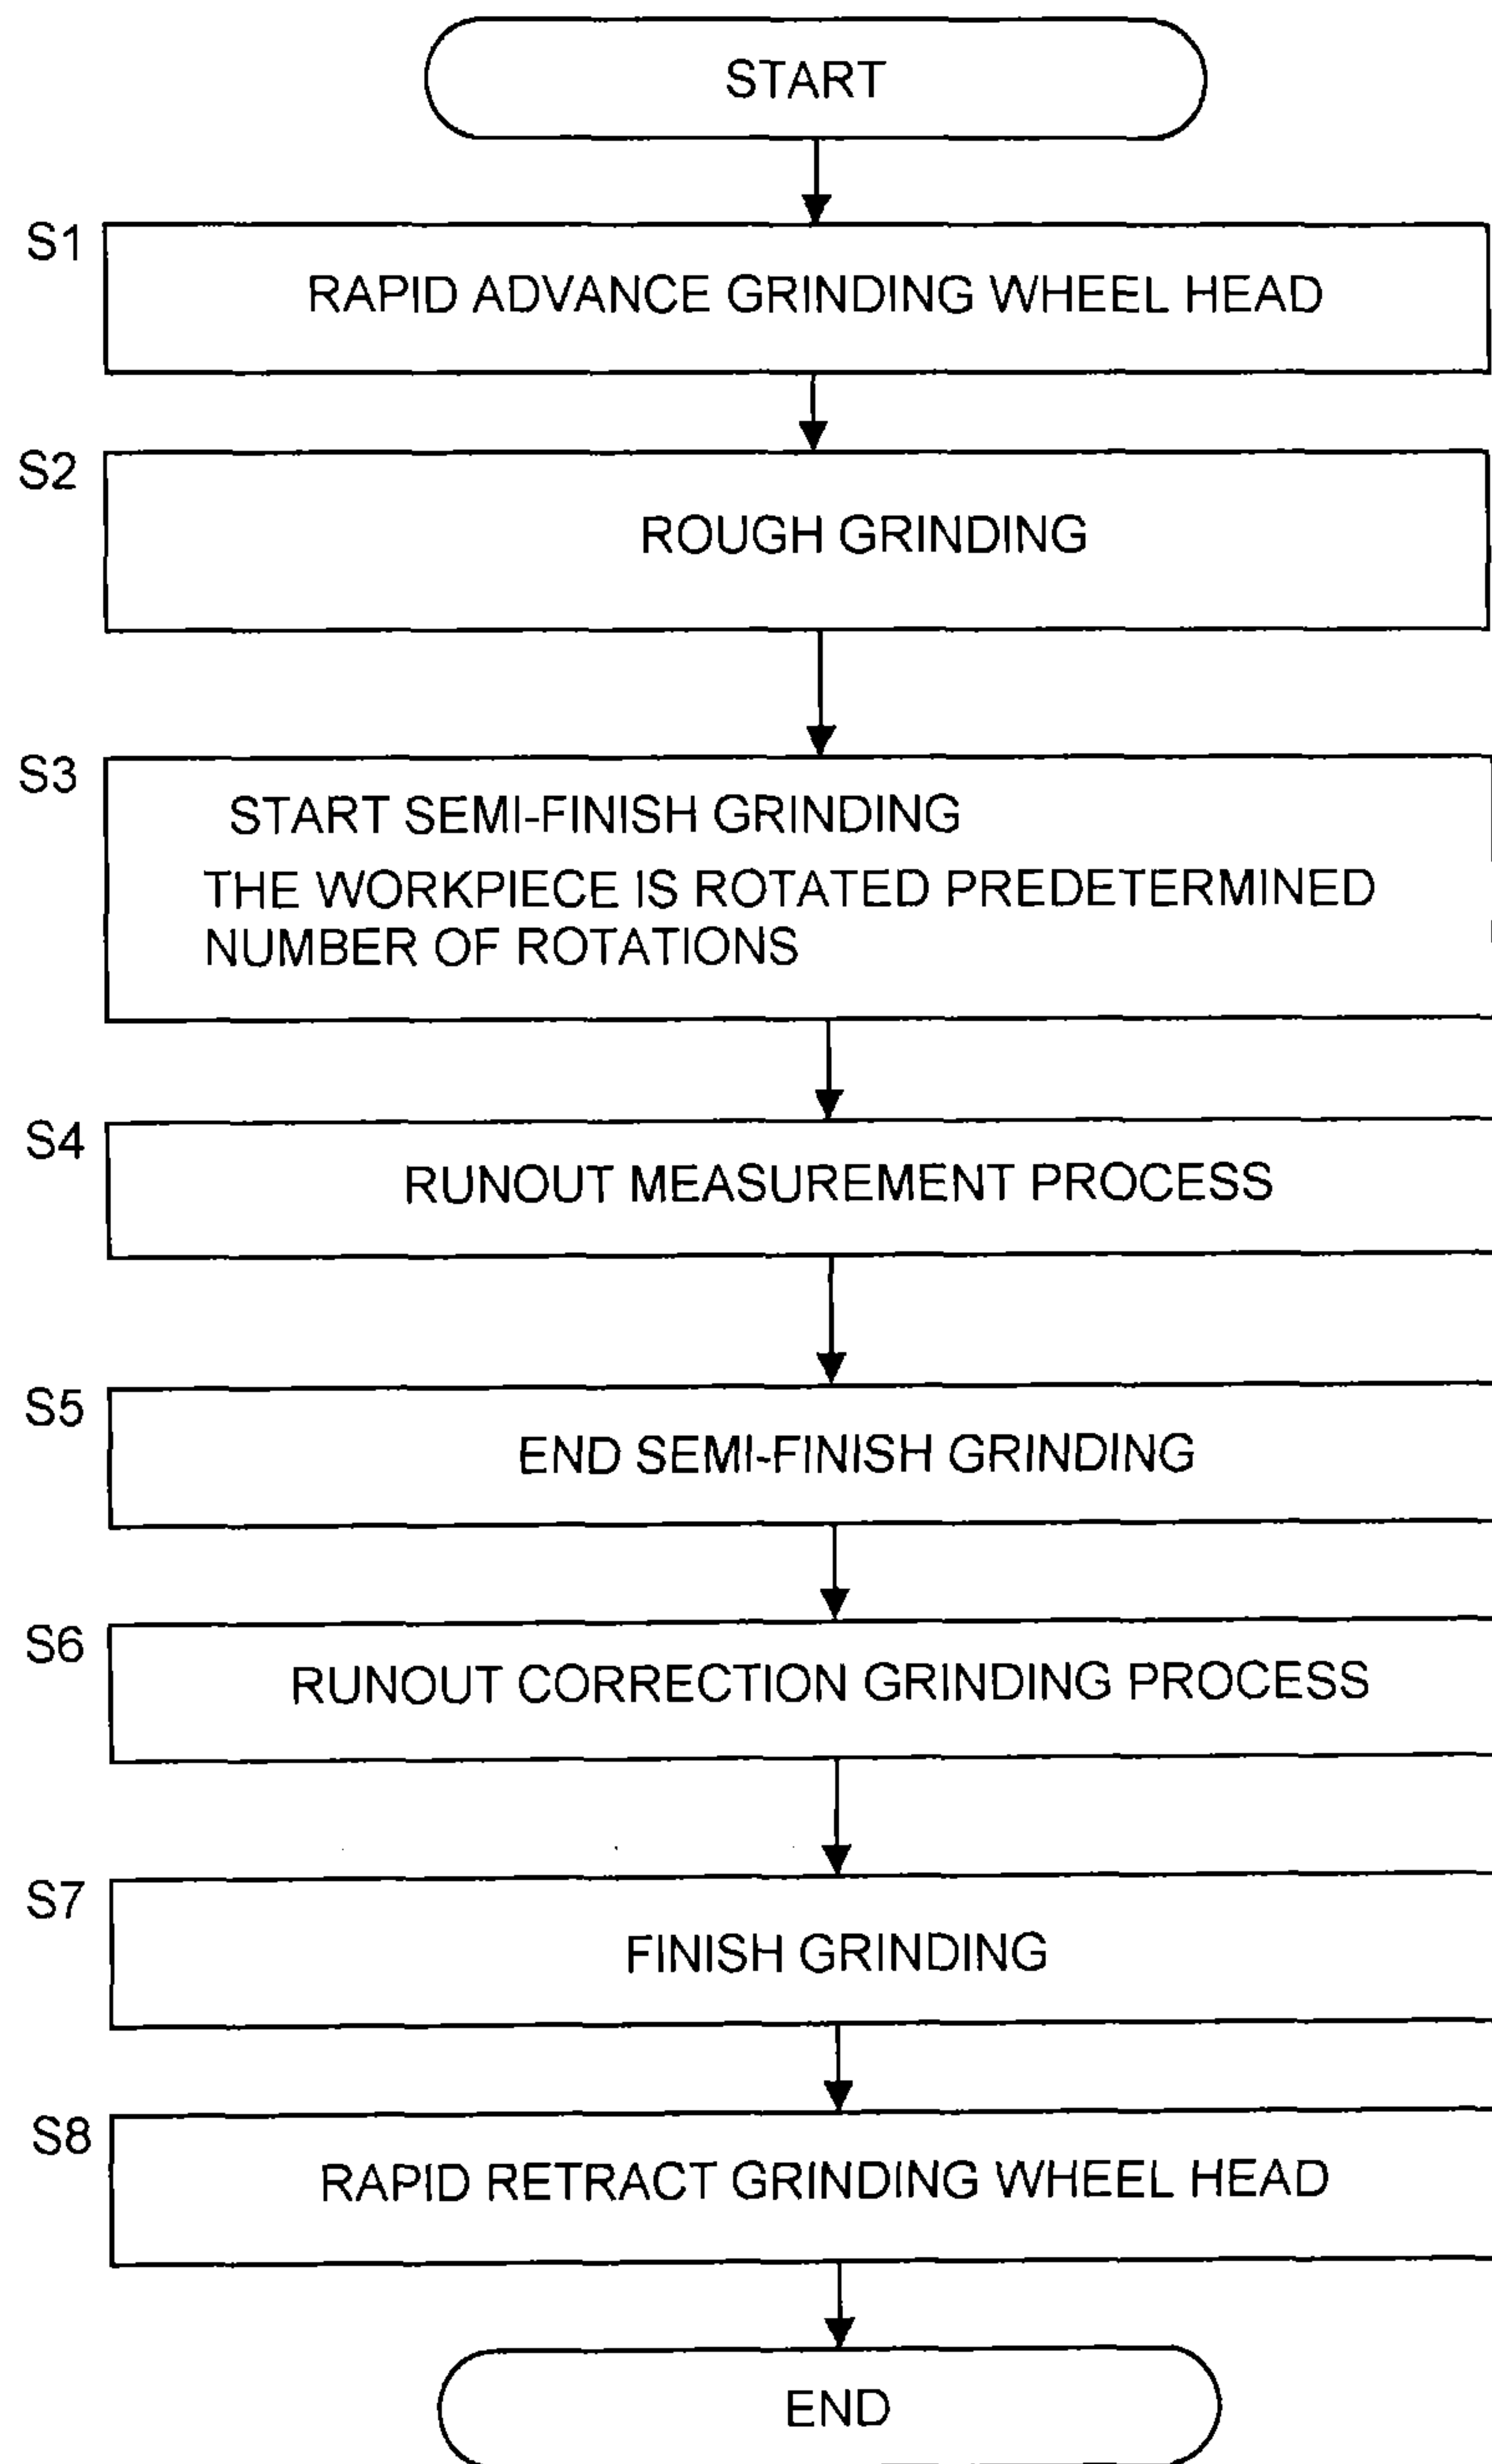 START
S1
RAPID ADVANCE GRINDING WHEEL HEAD
S2
ROUGH GRINDING
S3
START SEMI-FINISH GRINDING
THE WORKPIECE IS ROTATED PREDETERMINED
NUMBER OF ROTATIONS
S4
RUNOUT MEASUREMENT PROCESS
S5
END SEMI-FINISH GRINDING
S6
RUNOUT CORRECTION GRINDING PROCESS
S7
FINISH GRINDING
S8
RAPID RETRACT GRINDING WHEEL HEAD
END